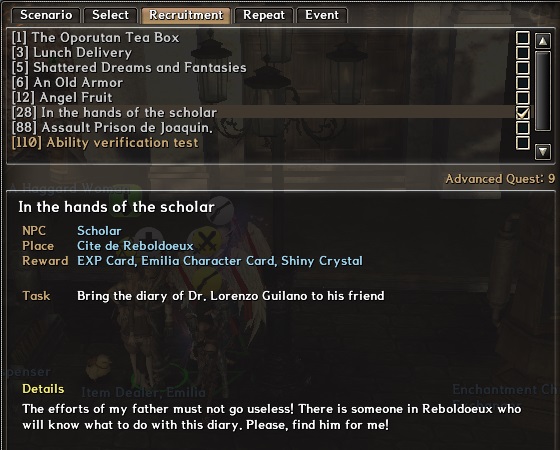 Scenario Select Recruitment Repeat Event
[1] The Oporutan Tea Box
[3] Lunch Delivery
[5] Shattered Dreams and Fantasies
[6] An Old Armor
[12] Angel Fruit
[28] In the hands of the scholar
[88] Assault Prison de Joaquin.
[110] Ability verification test
Advanced Quest: 9
Haggard Woman
In the hands of the scholar
NPC Scholar
Place Cite de Reboldoeux
Reward EXP Card, Emilia Character Card, Shiny Crystal
Task Bring the diary of Dr. Lorenzo Guilano to his friend
penser
Details
Item Dealer, Emilia
Enchantment Ch
The efforts of my father must not go useless! There is someone in Reboldoeux who
will know what to do with this diary. Please, find him for me!